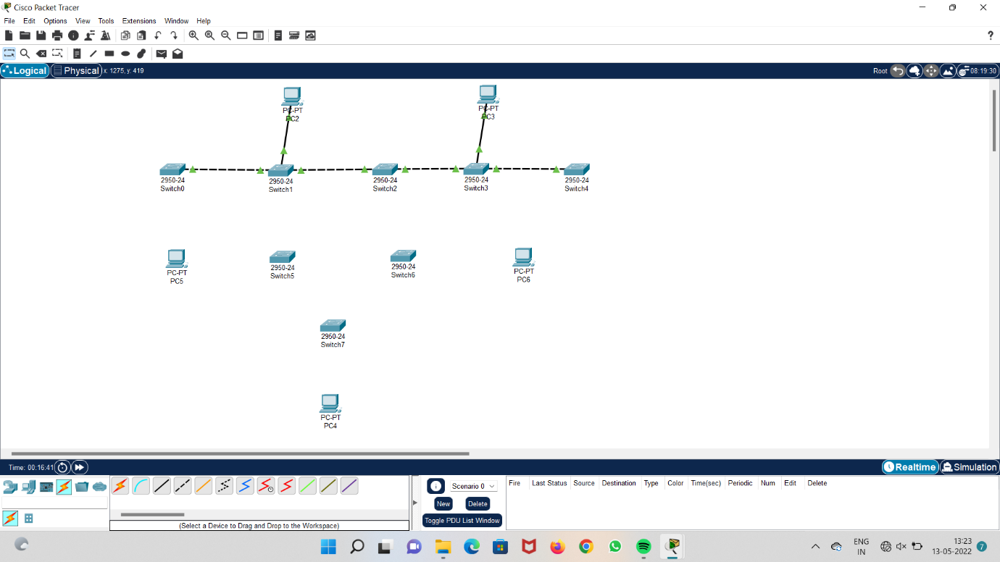 Cisco Packet Tracer
File Edit Options View Tools Extensions Window Help
?
Logical Physical x: 1275, y: 419 Root 08:19:30
PC-PT
PC2
PC-PT
PC3
2950-24
Switch0
2950-24
Switch1
2950-24
Switch2
2950-24
Switch3
2950-24
Switch4
PC-PT
PC5
2950-24
Switch5
2950-24
Switch6
PC-PT
PC6
2950-24
Switch7
PC-PT
PC4
Time: 00:16:41 Realtime Simulation
Scenario 0
New Delete
Toggle PDU List Window
Fire Last Status Source Destination Type Color Time(sec) Periodic Num Edit Delete
(Select a Device to Drag and Drop to the Workspace)
ENG
IN
13:23
13-05-2022
7